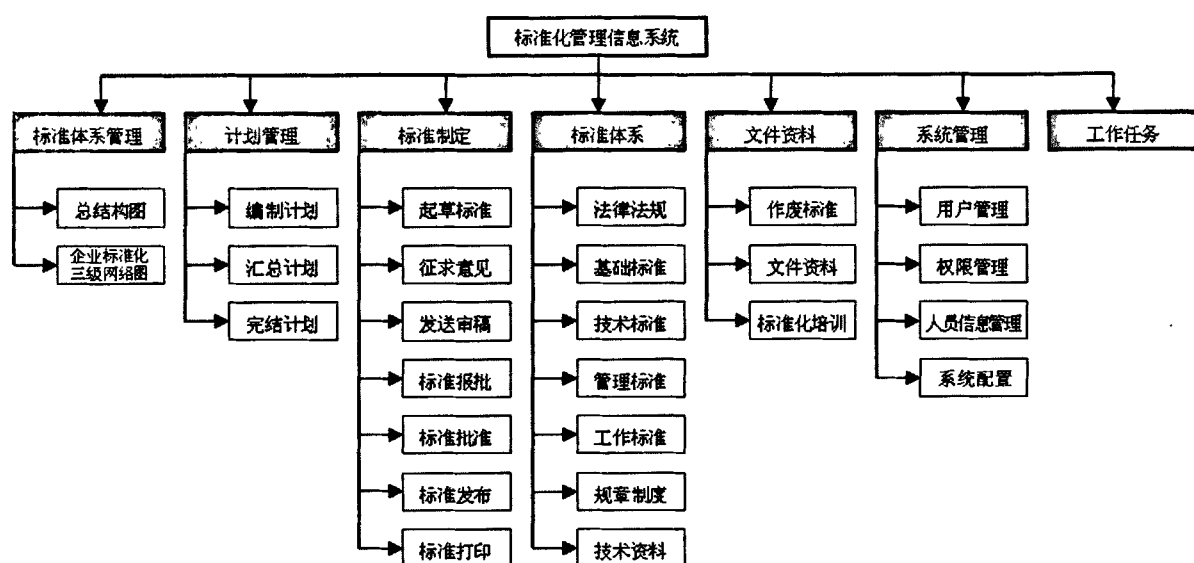 标准化管理信息系统
标准体系管理
计划管理
标准制定
标准体系
文件资料
系统管理
工作任务
总结构图
编制计划
起草标准
法律法规
作废标准
用户管理
企业标准化
三级网络图
汇总计划
征求意见
基础标准
文件资料
权限管理
完结计划
发送审稿
技术标准
标准化培训
人员信息管理
标准报批
管理标准
系统配置
标准批准
工作标准
标准发布
规章制度
标准打印
技术资料